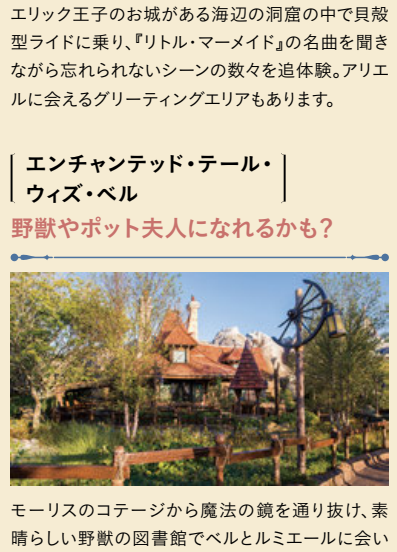 エリック王子のお城がある海辺の洞窟の中で貝殻
型ライドに乗り、『リトル・マーメイド』の名曲を聞き
ながら忘れられないシーンの数々を追体験。アリエ
ルに会えるグリーティングエリアもあります。
エンチャンテッド・テール・
ウィズ・ベル
野獣やポット夫人になれるかも?
モーリスのコテージから魔法の鏡を通り抜け、素
晴らしい野獣の図書館でベルとルミエールに会い